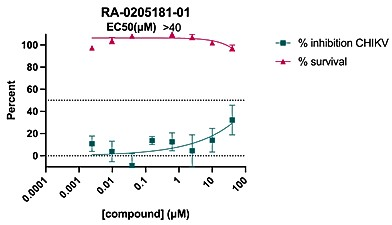 RA-0205181-01
EC50(µM) >40
% inhibition CHIKV
% survival
Percent
100
80
60
40
20
0
0.0001
0.001
0.01
0.1
1
10
100
[compound] (µM)